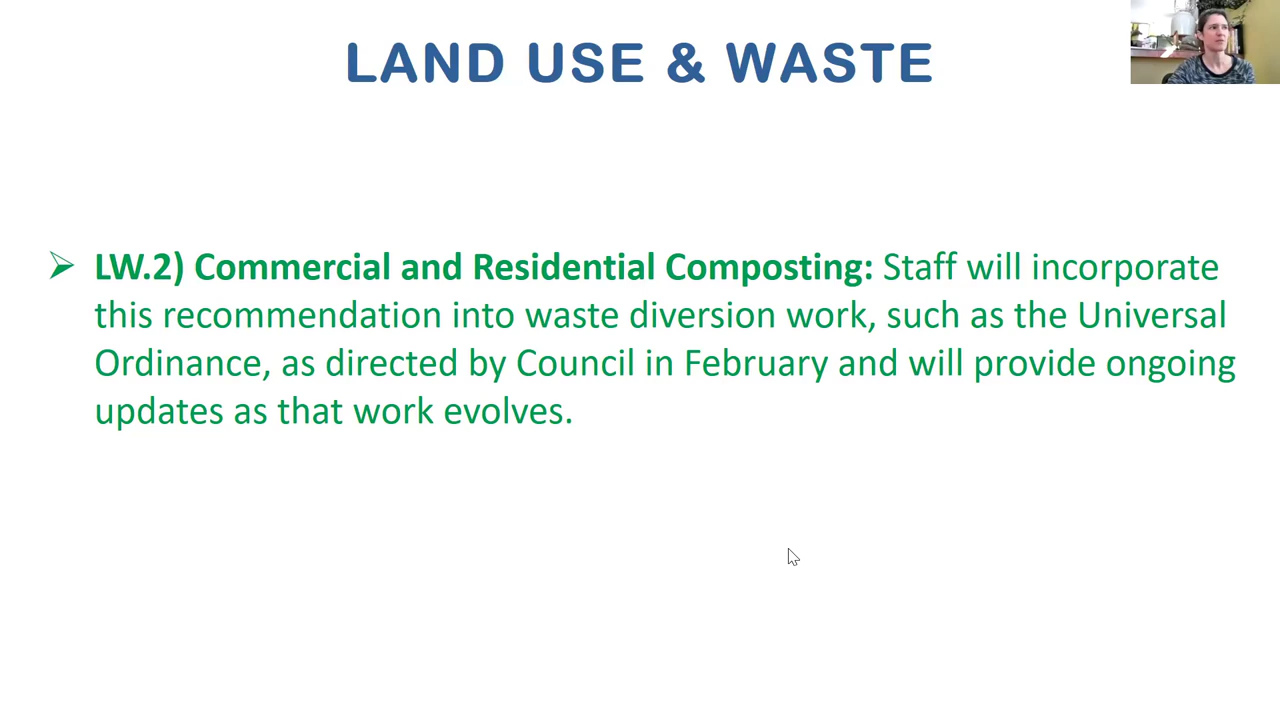 LAND USE & WASTE
➢ LW.2) Commercial and Residential Composting: Staff will incorporate
this recommendation into waste diversion work, such as the Universal
Ordinance, as directed by Council in February and will provide ongoing
updates as that work evolves.